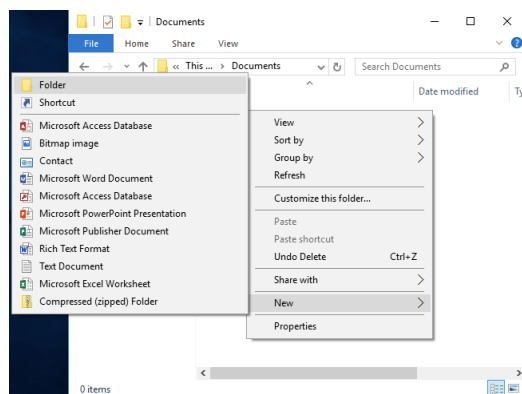 Documents
File Home Share View
« This ... › Documents Search Documents
Date modified Ty
Folder
Shortcut
Microsoft Access Database
Bitmap image
Contact
Microsoft Word Document
Microsoft Access Database
Microsoft PowerPoint Presentation
Microsoft Publisher Document
Rich Text Format
Text Document
Microsoft Excel Worksheet
Compressed (zipped) Folder
View
Sort by
Group by
Refresh
Customize this folder...
Paste
Paste shortcut
Undo Delete Ctrl+Z
Share with
New
Properties
0 items